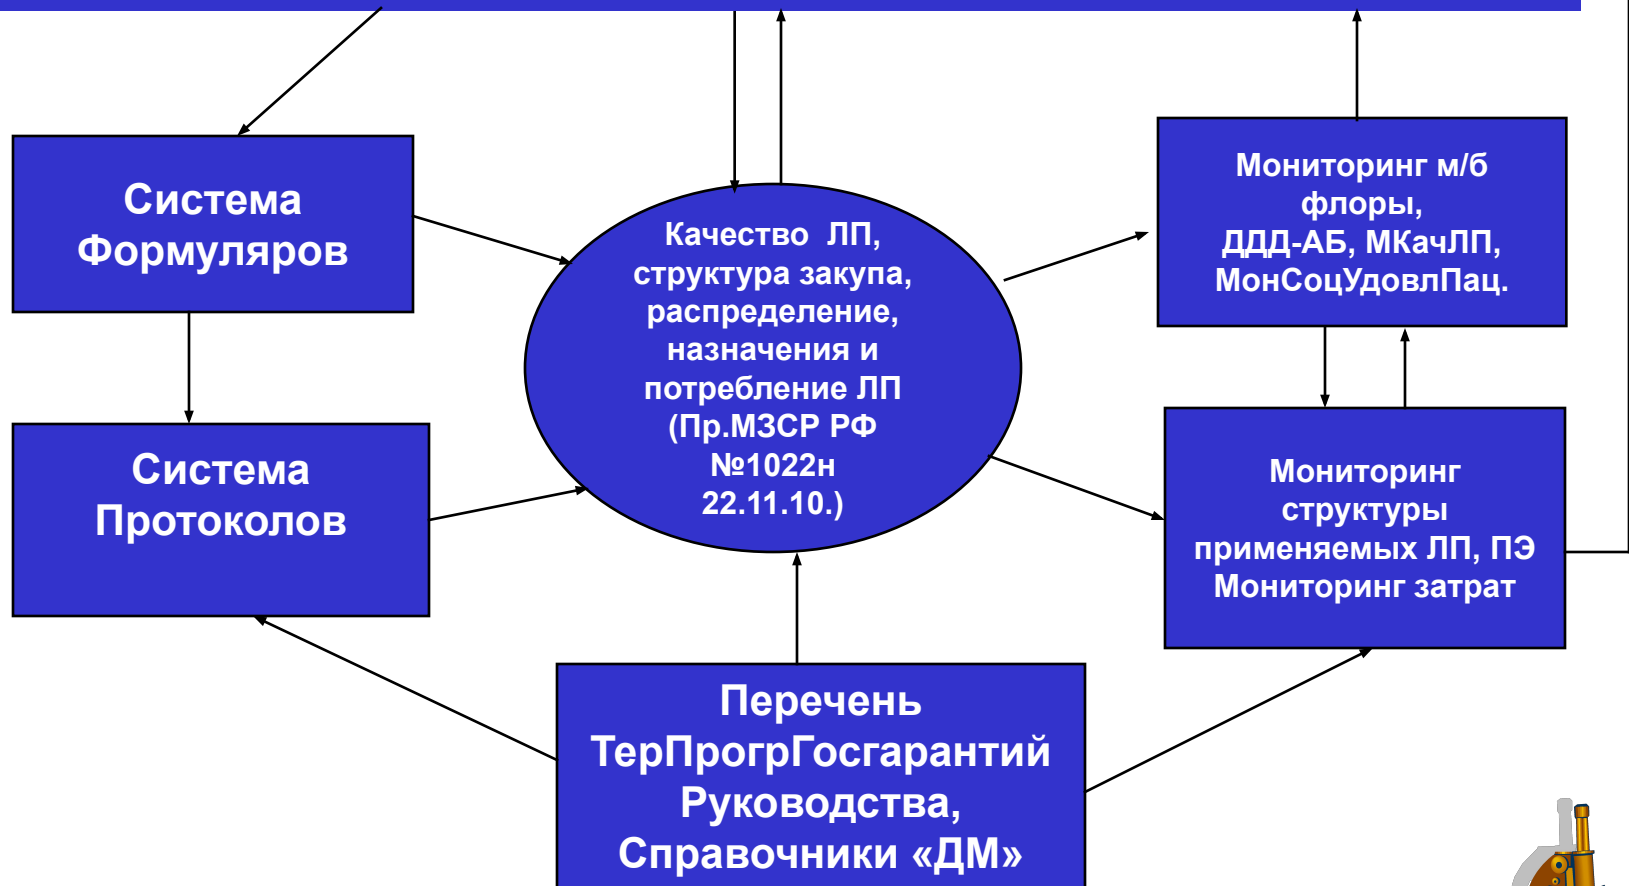 Система
Формуляров
Качество ЛП,
структура закупа,
распределение,
назначения и
потребление ЛП
(Пр.МЗСР РФ
№1022н
22.11.10.)
Мониторинг м/б
флоры,
ДДД-АБ, МКачЛП,
МонСоцУдовлПац.
Система
Протоколов
Мониторинг
структуры
применяемых ЛП, ПЭ
Мониторинг затрат
Перечень
ТерПрогрГосгарантий
Руководства,
Справочники «ДМ»